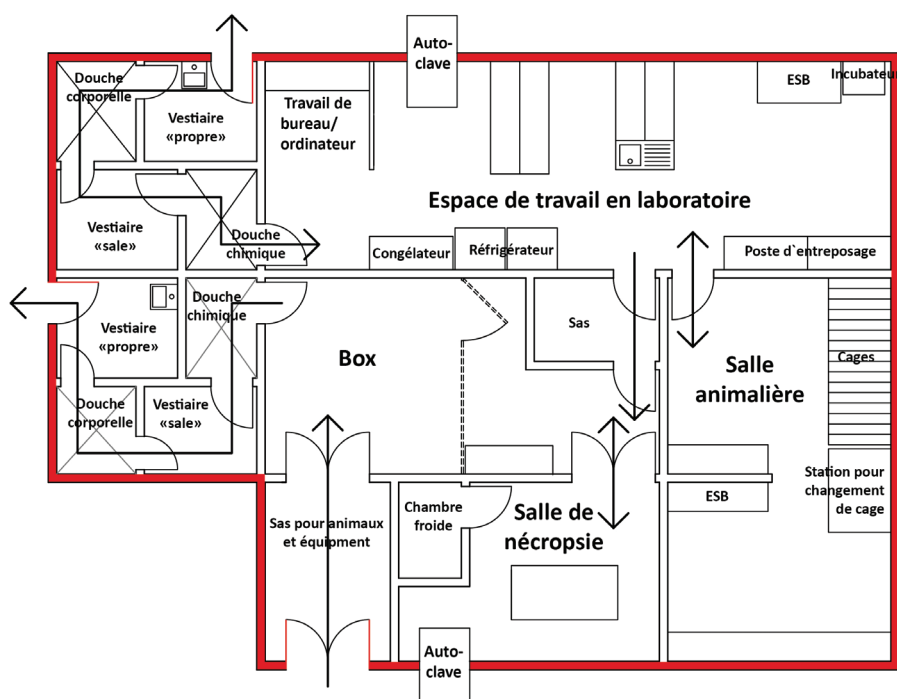 Auto-
clave
Douche
corporelle
Vestiaire
«propre»
Travail de
bureau/
ordinateur
ESB
Incubateur
Espace de travail en laboratoire
Vestiaire
«sale»
Douche
chimique
Congélateur
Réfrigérateur
Poste d`entreposage
Vestiaire
«propre»
Douche
chimique
Sas
Box
Salle
animalière
Cages
Douche
corporelle
Vestiaire
«sale»
Station pour
changement
de cage
ESB
Chambre
froide
Salle de
nécropsie
Sas pour animaux
et équipment
Auto-
clave